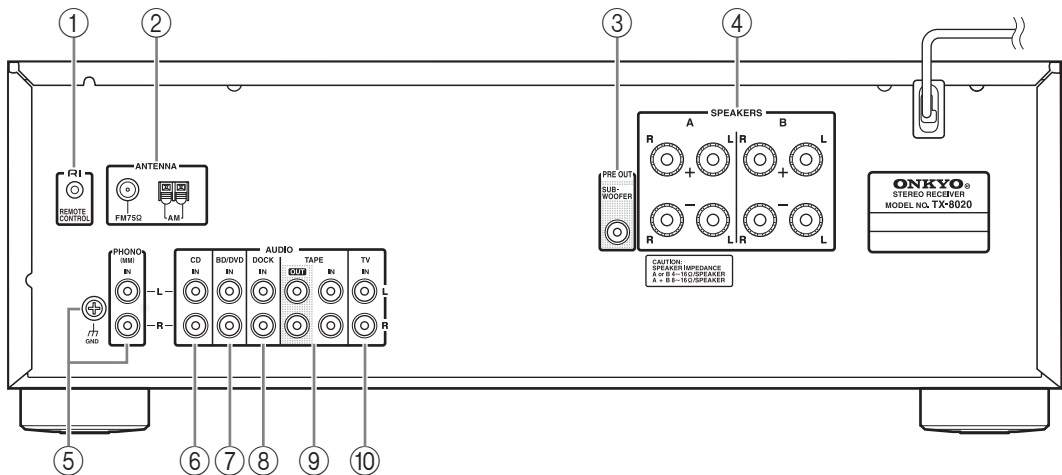 ① ② ③ ④
SPEAKERS
A B
R L R L
+ +
− −
R L R L
CAUTION:
SPEAKER IMPEDANCE
A or B 4~16Ω/SPEAKER
A + B 8~16Ω/SPEAKER
PRE OUT
SUB-
WOOFER
ONKYO®
STEREO RECEIVER
MODEL NO. TX-8020
RI
REMOTE
CONTROL
ANTENNA
FM75Ω AM
PHONO
(MM)
IN
L
R
GND
AUDIO
CD BD/DVD DOCK TAPE TV
IN IN IN OUT IN IN
L
R
⑤ ⑥ ⑦ ⑧ ⑨ ⑩